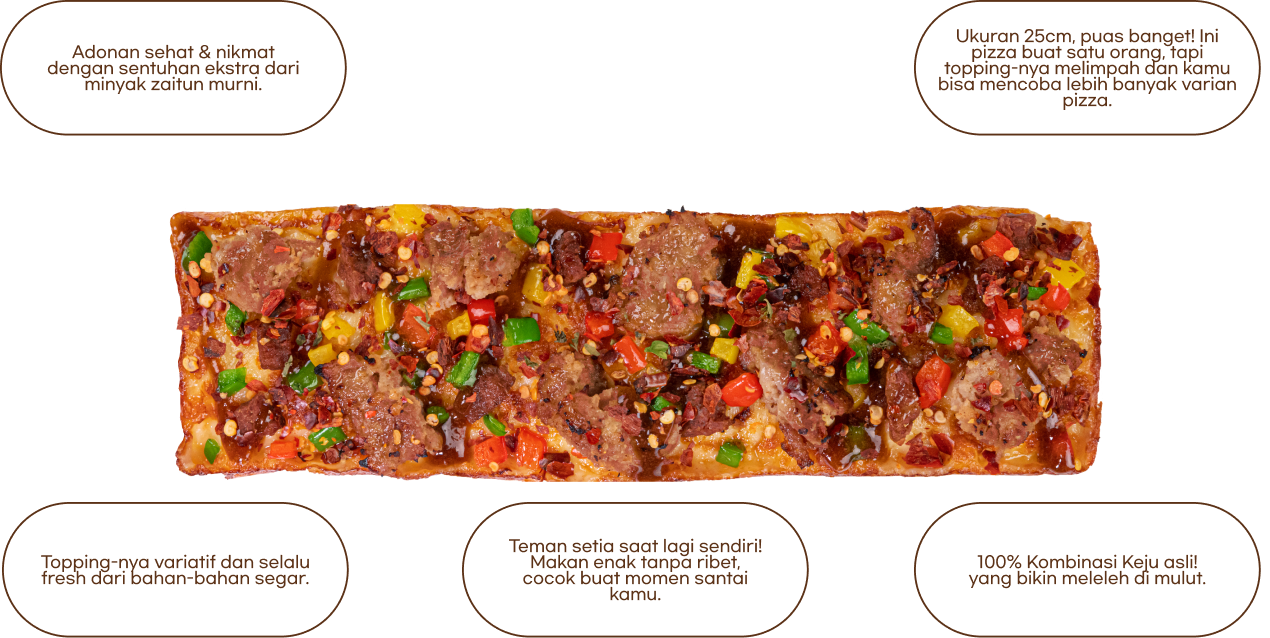 Adonan sehat & nikmat
dengan sentuhan ekstra dari
minyak zaitun murni.
Ukuran 25cm, puas banget! Ini
pizza buat satu orang, tapi
topping-nya melimpah dan kamu
bisa mencoba lebih banyak varian
pizza.
Topping-nya variatif dan selalu
fresh dari bahan-bahan segar.
Teman setia saat lagi sendiri!
Makan enak tanpa ribet,
cocok buat momen santai
kamu.
100% Kombinasi Keju asli!
yang bikin meleleh di mulut.